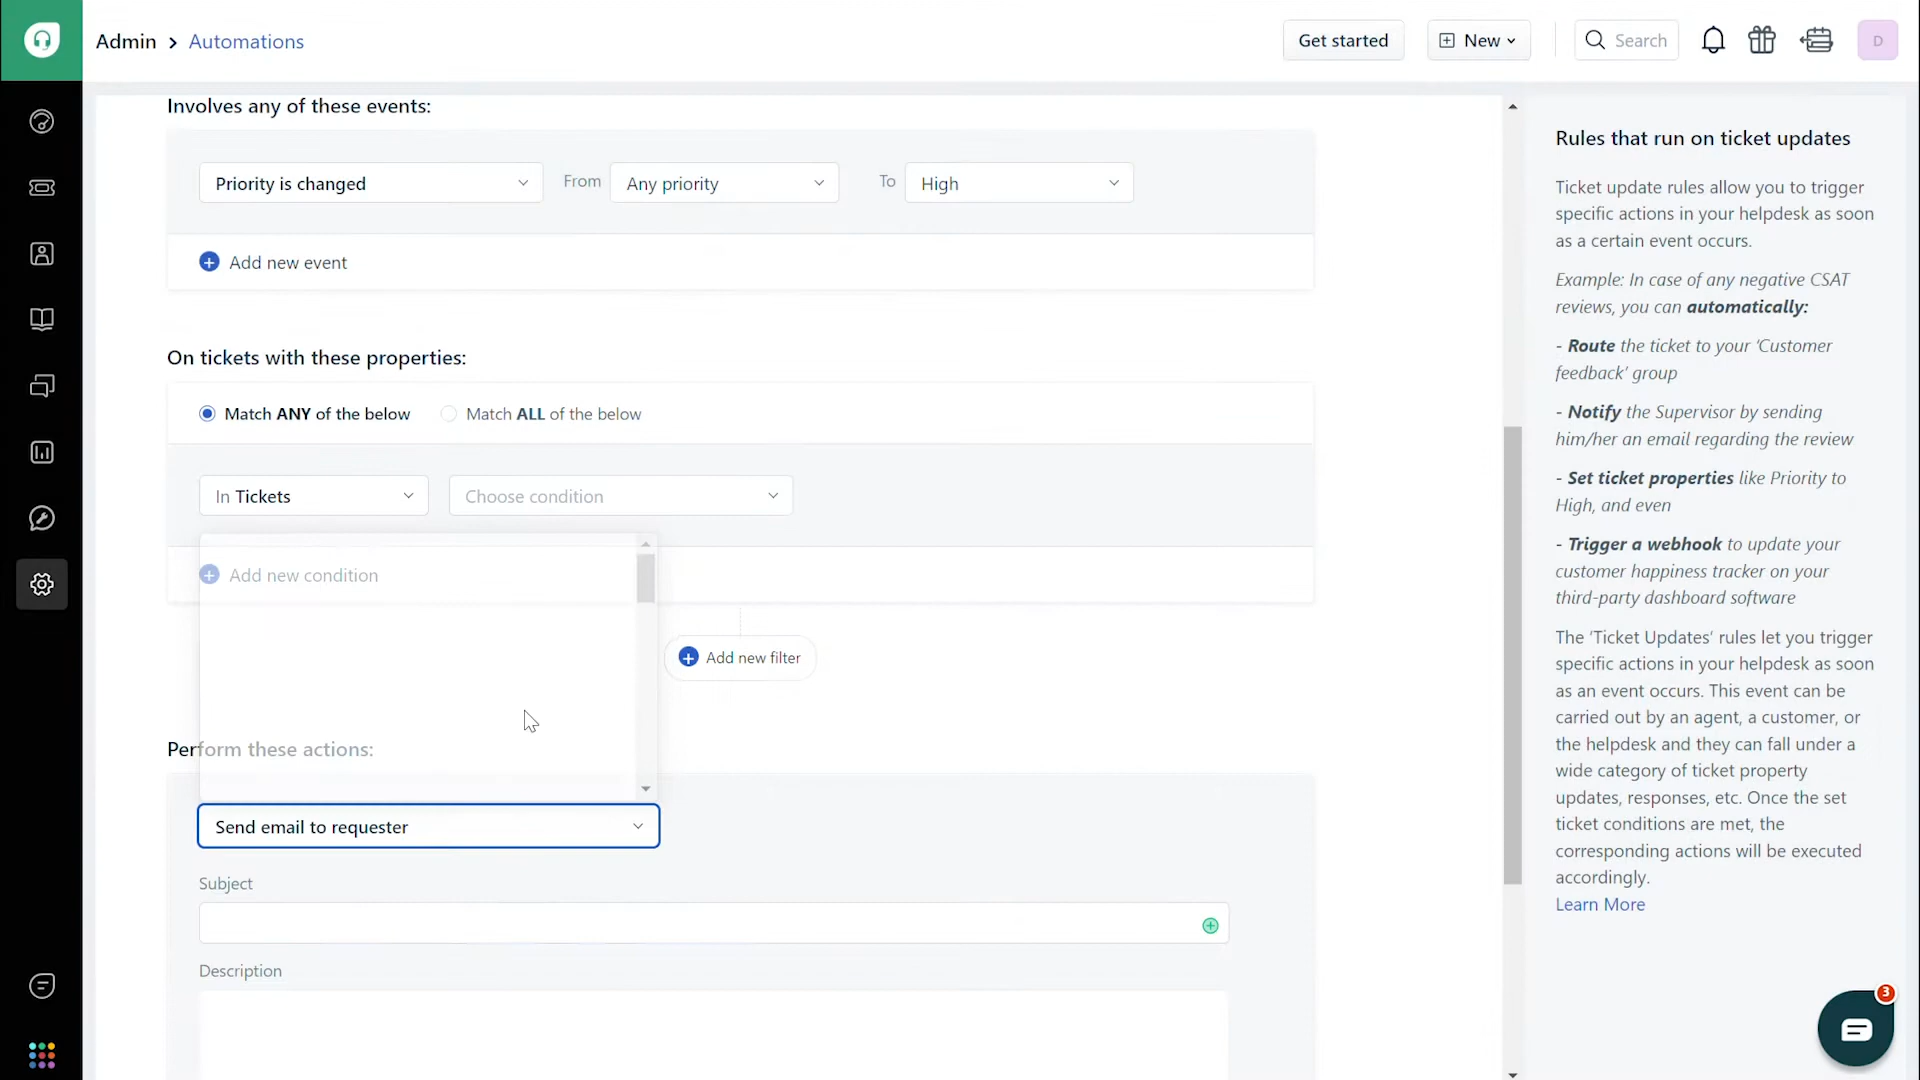 Admin > Automations
Get started
New
Search
D
Involves any of these events:
Priority is changed
From
Any priority
To
High
Add new event
On tickets with these properties:
Match ANY of the below
Match ALL of the below
In Tickets
Choose condition
Add new condition
Add new filter
Perform these actions:
Send email to requester
Subject
Description
Rules that run on ticket updates
Ticket update rules allow you to trigger
specific actions in your helpdesk as soon
as a certain event occurs.
Example: In case of any negative CSAT
reviews, you can automatically:
- Route the ticket to your 'Customer
feedback' group
- Notify the Supervisor by sending
him/her an email regarding the review
- Set ticket properties like Priority to
High, and even
- Trigger a webhook to update your
customer happiness tracker on your
third-party dashboard software
The 'Ticket Updates' rules let you trigger
specific actions in your helpdesk as soon
as an event occurs. This event can be
carried out by an agent, a customer, or
the helpdesk and they can fall under a
wide category of ticket property
updates, responses, etc. Once the set
ticket conditions are met, the
corresponding actions will be executed
accordingly.
Learn More
3